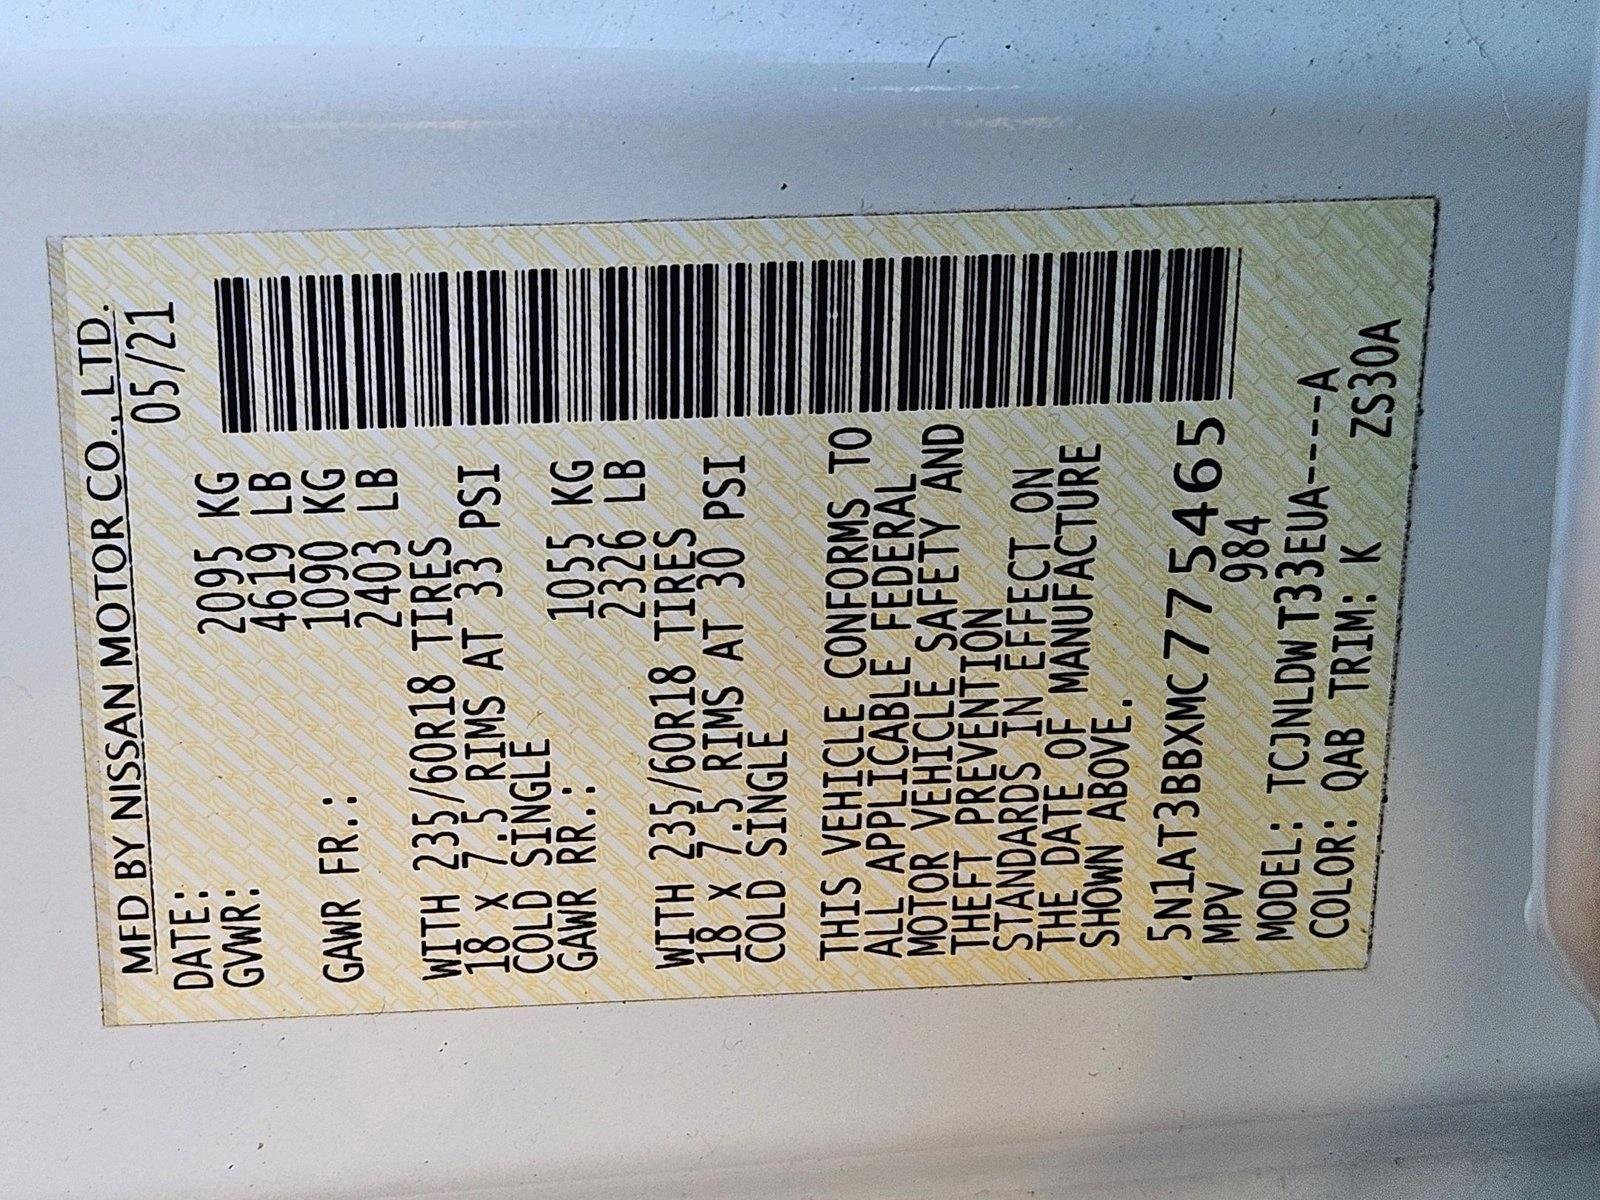 MFD BY NISSAN MOTOR CO., LTD.
DATE: 05/21
GVWR: 2095 KG
4619 LB
GAWR FR.: 1090 KG
2403 LB
WITH 235/60R18 TIRES
18 X 7.5 RIMS AT 33 PSI
COLD SINGLE
GAWR RR.: 1055 KG
2326 LB
WITH 235/60R18 TIRES
18 X 7.5 RIMS AT 30 PSI
COLD SINGLE
THIS VEHICLE CONFORMS TO
ALL APPLICABLE FEDERAL
MOTOR VEHICLE SAFETY AND
THEFT PREVENTION
STANDARDS IN EFFECT ON
THE DATE OF MANUFACTURE
SHOWN ABOVE.
5N1AT3BBXMC775465
MPV 984
MODEL: TCJNLDWT33EUA----A
COLOR: QAB TRIM: K ZS30A